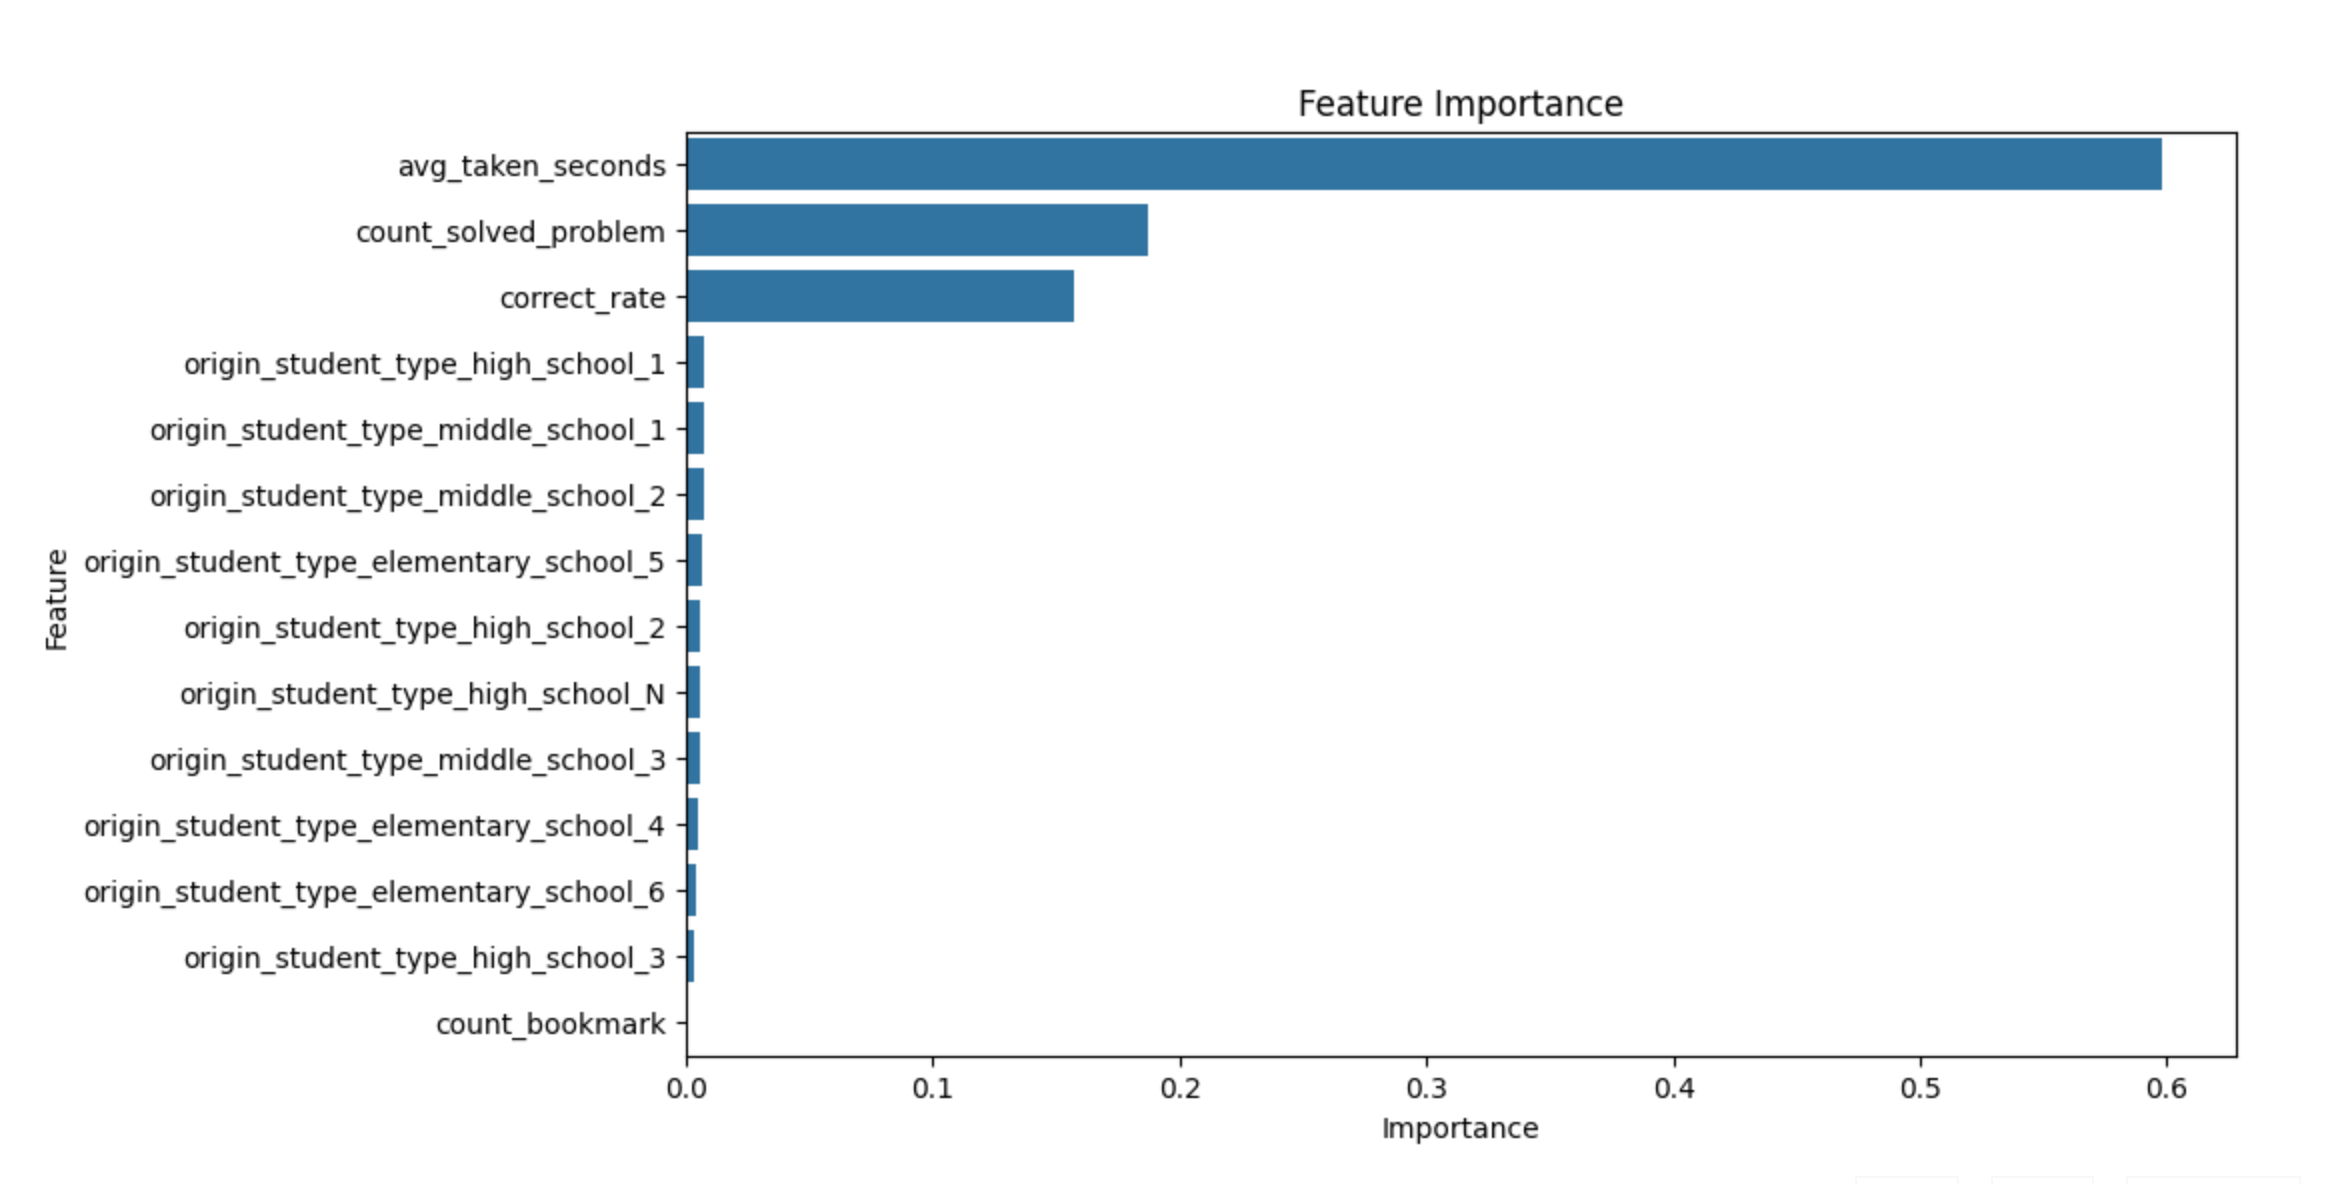 Feature Importance
avg_taken_seconds
count_solved_problem
correct_rate
origin_student_type_high_school_1
origin_student_type_middle_school_1
origin_student_type_middle_school_2
origin_student_type_elementary_school_5
origin_student_type_high_school_2
origin_student_type_high_school_N
origin_student_type_middle_school_3
origin_student_type_elementary_school_4
origin_student_type_elementary_school_6
origin_student_type_high_school_3
count_bookmark
Feature
0.0 0.1 0.2 0.3 0.4 0.5 0.6
Importance